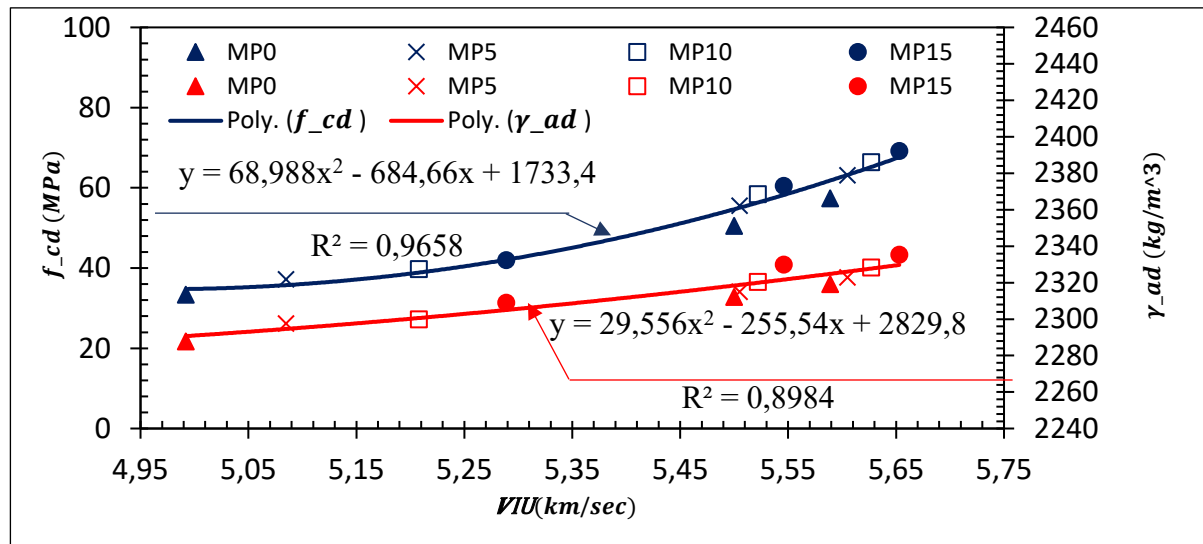 MP0 MP5 MP10 MP15
MP0 MP5 MP10 MP15
Poly. (f_cd ) Poly. (γ_ad )
y = 68,988x² - 684,66x + 1733,4
R² = 0,9658
y = 29,556x² - 255,54x + 2829,8
R² = 0,8984
f_cd (MPa)
100
80
60
40
20
0
γ_ad (kg/m^3)
2460
2440
2420
2400
2380
2360
2340
2320
2300
2280
2260
2240
4,95 5,05 5,15 5,25 5,35 5,45 5,55 5,65 5,75
VIU(km/sec)